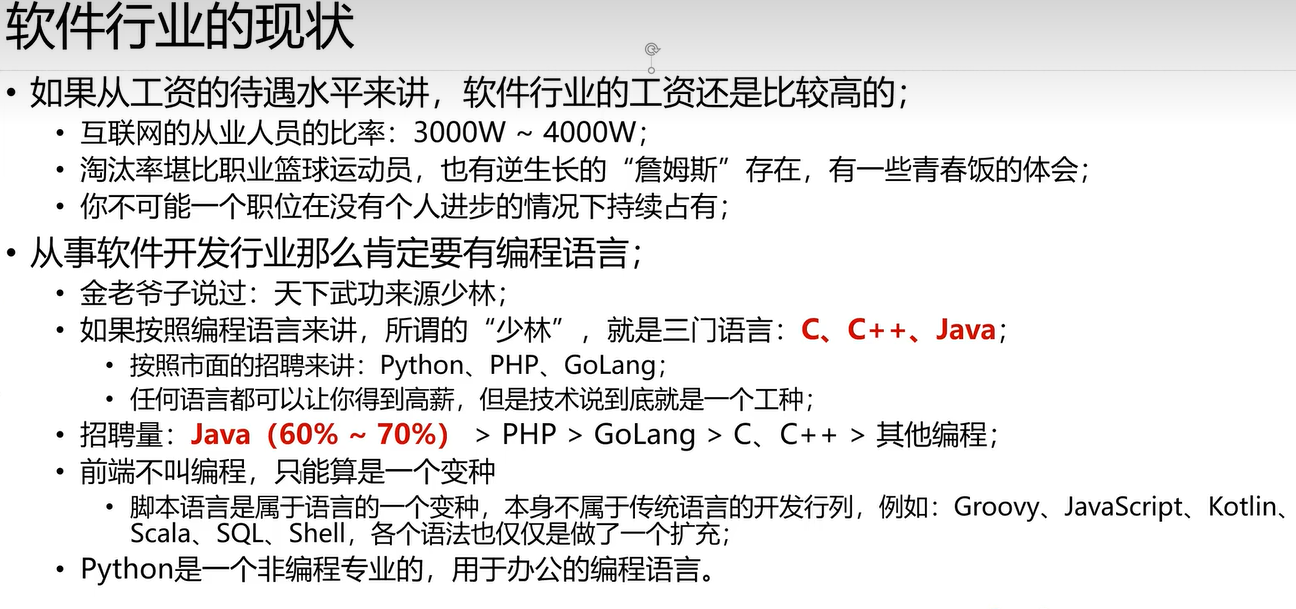 软件行业的现状
• 如果从工资的待遇水平来讲，软件行业的工资还是比较高的；
• 互联网的从业人员的比率：3000W ~ 4000W；
• 淘汰率堪比职业篮球运动员，也有逆生长的“詹姆斯”存在，有一些青春饭的体会；
• 你不可能一个职位在没有个人进步的情况下持续占有；
• 从事软件开发行业那么肯定要有编程语言；
• 金老爷子说过：天下武功来源少林；
• 如果按照编程语言来讲，所谓的“少林”，就是三门语言：C、C++、Java；
• 按照市面的招聘来讲：Python、PHP、GoLang；
• 任何语言都可以让你得到高薪，但是技术说到底就是一个工种；
• 招聘量：Java（60% ~ 70%） > PHP > GoLang > C、C++ > 其他编程；
• 前端不叫编程，只能算是一个变种
• 脚本语言是属于语言的一个变种，本身不属于传统语言的开发行列，例如：Groovy、JavaScript、Kotlin、
Scala、SQL、Shell，各个语法也仅仅是做了一个扩充；
• Python是一个非编程专业的，用于办公的编程语言。